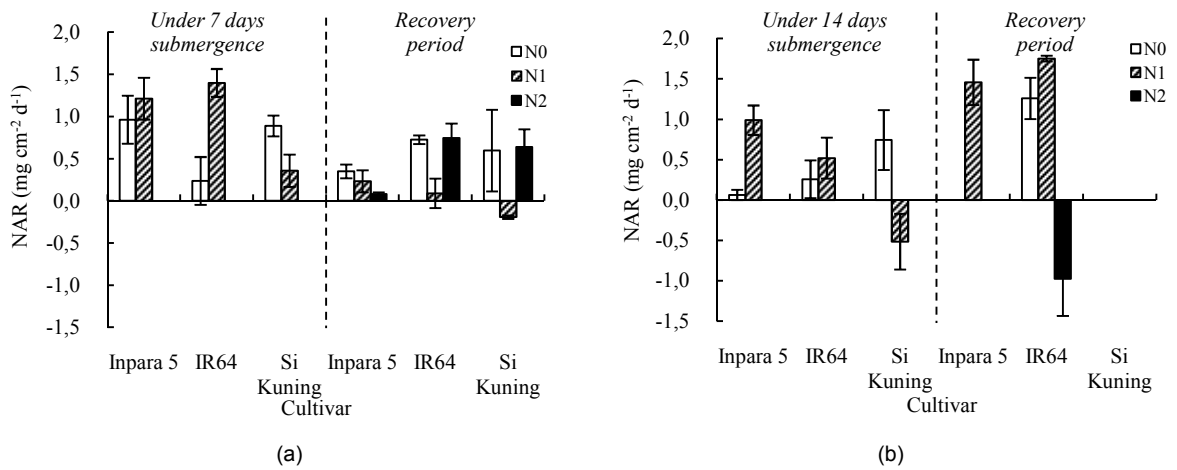 Under 7 days
submergence
Recovery
period
N0
N1
N2
2,0
1,5
1,0
0,5
0,0
-0,5
-1,0
-1,5
NAR (mg cm-2 d-1)
Inpara 5 IR64 Si Kuning Inpara 5 IR64 Si Kuning
Cultivar
(a)
Under 14 days
submergence
Recovery
period
N0
N1
N2
2,0
1,5
1,0
0,5
0,0
-0,5
-1,0
-1,5
NAR (mg cm-2 d-1)
Inpara 5 IR64 Si Kuning Inpara 5 IR64 Si Kuning
Cultivar
(b)